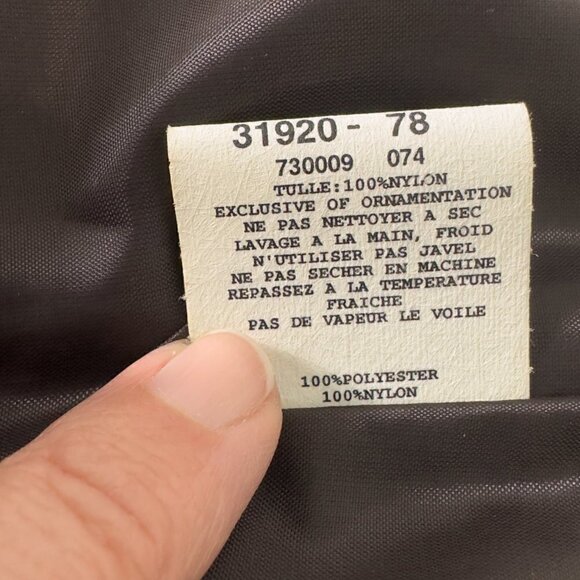 31920 - 78
730009 074
TULLE:100%NYLON
EXCLUSIVE OF ORNAMENTATION
NE PAS NETTOYER A SEC
LAVAGE A LA MAIN, FROID
N'UTILISER PAS JAVEL
NE PAS SECHER EN MACHINE
REPASSEZ A LA TEMPERATURE
FRAICHE
PAS DE VAPEUR LE VOILE
100%POLYESTER
100%NYLON